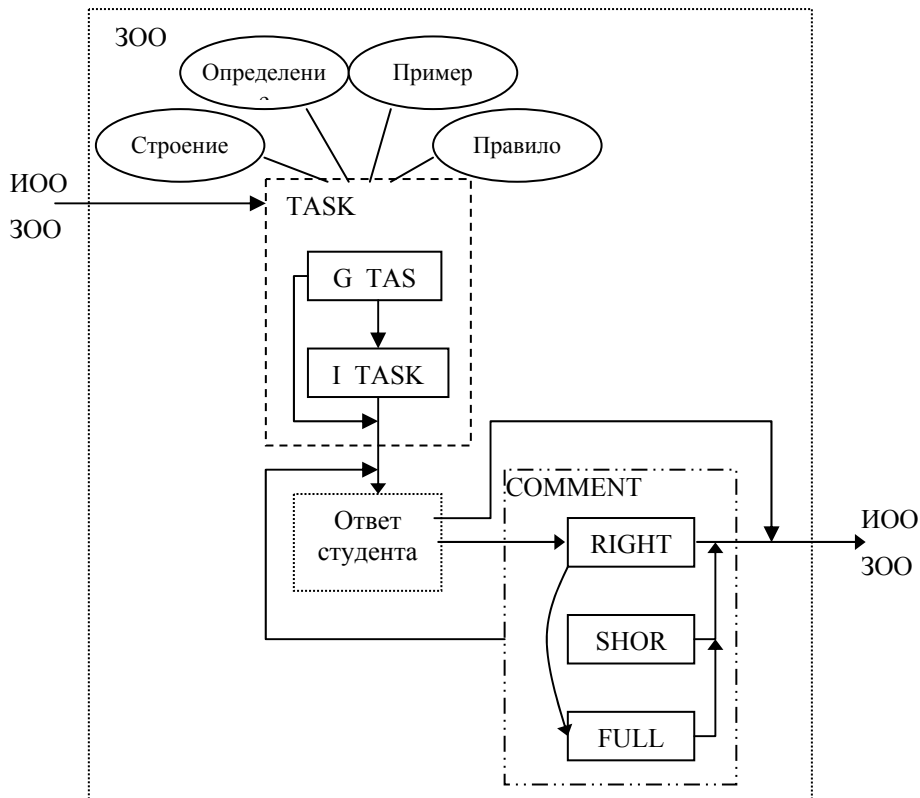 ЗОО
Определени
Пример
Строение
Правило
ИОО
ЗОО
TASK
G TAS
I TASK
COMMENT
Ответ
студента
RIGHT
ИОО
ЗОО
SHOR
FULL